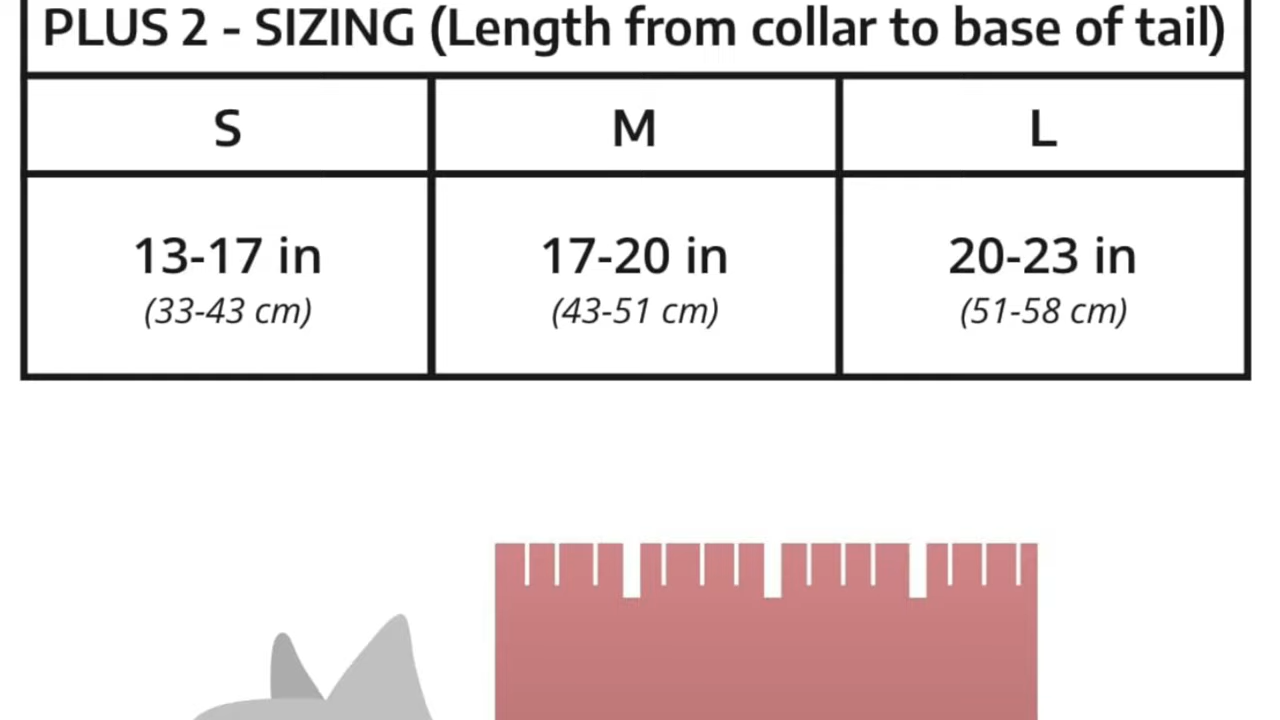 PLUS 2 - SIZING (Length from collar to base of tail)
S M L
13-17 in 17-20 in 20-23 in
(33-43 cm) (43-51 cm) (51-58 cm)